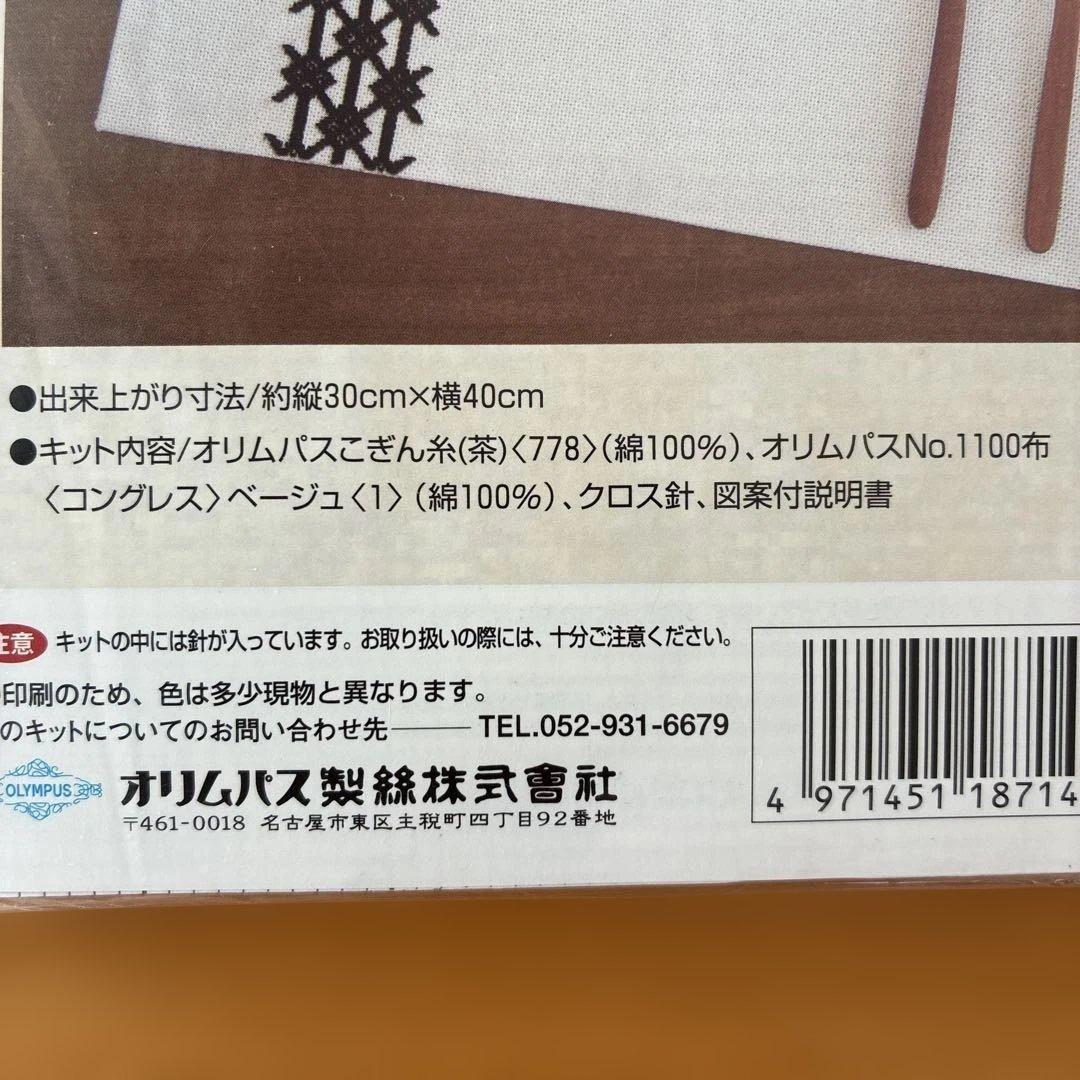 ●出来上がり寸法/約縦30cm×横40cm
●キット内容/オリムパスこぎん糸(茶)〈778〉(綿100%)、オリムパスNo.1100布
〈コングレス〉ベージュ〈1〉(綿100%)、クロス針、図案付説明書
注意 キットの中には針が入っています。お取り扱いの際には、十分ご注意ください。
印刷のため、色は多少現物と異なります。
のキットについてのお問い合わせ先―― TEL.052-931-6679
OLYMPUS オリムパス製絲株式會社
〒461-0018 名古屋市東区主税町四丁目92番地
4 971451 18714